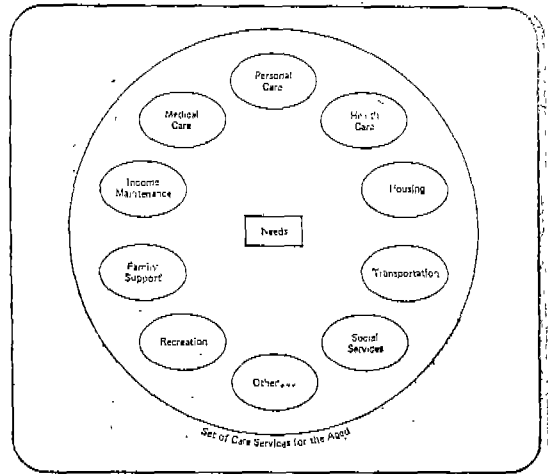 Personal
Care
Medical
Care
Health
Care
Income
Maintenance
Housing
Needs
Family
Support
Transportation
Recreation
Social
Services
Other...
Set of Care Services for the Aged